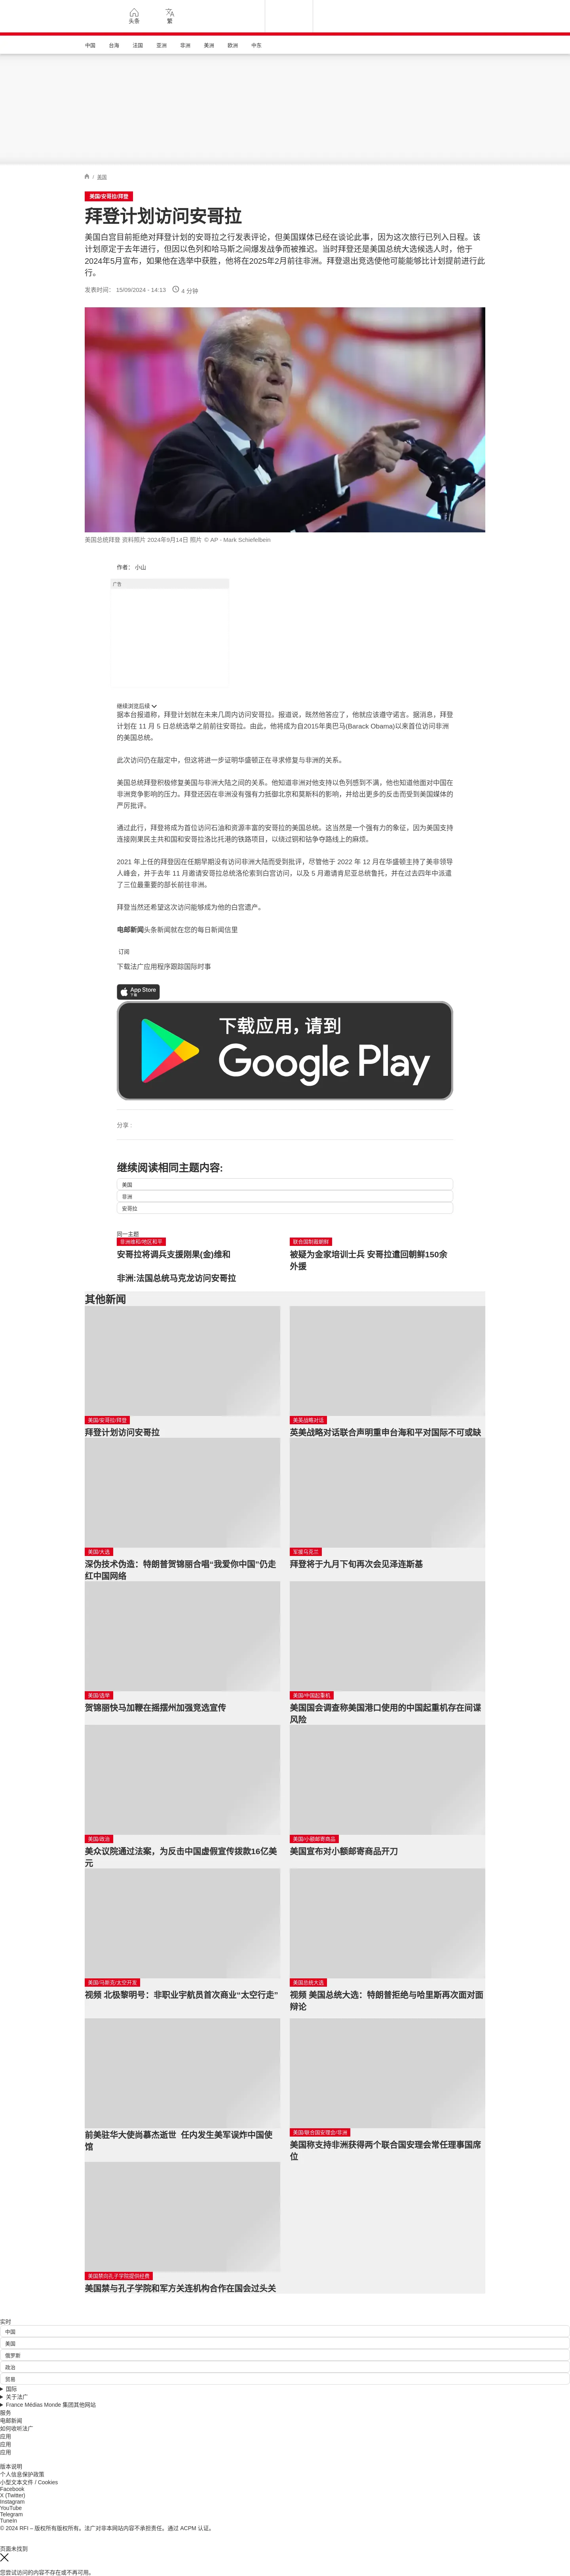 头条
繁
中国
台海
法国
亚洲
非洲
美洲
欧洲
中东
/ 美国
美国/安哥拉/拜登
拜登计划访问安哥拉
美国白宫目前拒绝对拜登计划的安哥拉之行发表评论，但美国媒体已经在谈论此事，因为这次旅行已列入日程。该
计划原定于去年进行，但因以色列和哈马斯之间爆发战争而被推迟。当时拜登还是美国总统大选候选人时，他于
2024年5月宣布，如果他在选举中获胜，他将在2025年2月前往非洲。拜登退出竞选使他可能能够比计划提前进行此
行。
发表时间： 15/09/2024 - 14:13
4 分钟
美国总统拜登 资料照片 2024年9月14日 照片 © AP - Mark Schiefelbein
作者： 小山
广告
继续浏览后续
据本台报道称，拜登计划就在未来几周内访问安哥拉。报道说，既然他答应了，他就应该遵守诺言。据消息，拜登
计划在 11 月 5 日总统选举之前前往安哥拉。由此，他将成为自2015年奥巴马(Barack Obama)以来首位访问非洲
的美国总统。
此次访问仍在敲定中，但这将进一步证明华盛顿正在寻求修复与非洲的关系。
美国总统拜登积极修复美国与非洲大陆之间的关系。他知道非洲对他支持以色列感到不满，他也知道他面对中国在
非洲竞争影响的压力。拜登还因在非洲没有强有力抵御北京和莫斯科的影响，并给出更多的反击而受到美国媒体的
严厉批评。
通过此行，拜登将成为首位访问石油和资源丰富的安哥拉的美国总统。这当然是一个强有力的象征，因为美国支持
连接刚果民主共和国和安哥拉洛比托港的铁路项目，以绕过铜和钴争夺路线上的麻烦。
2021 年上任的拜登因在任期早期没有访问非洲大陆而受到批评，尽管他于 2022 年 12 月在华盛顿主持了美非领导
人峰会，并于去年 11 月邀请安哥拉总统洛伦索到白宫访问，以及 5 月邀请肯尼亚总统鲁托，并在过去四年中派遣
了三位最重要的部长前往非洲。
拜登当然还希望这次访问能够成为他的白宫遗产。
电邮新闻头条新闻就在您的每日新闻信里
订阅
下载法广应用程序跟踪国际时事
App Store
下载
下载应用，请到
Google Play
分享 :
继续阅读相同主题内容:
美国
非洲
安哥拉
同一主题
非洲维和/地区和平
安哥拉将调兵支援刚果(金)维和
联合国制裁朝鲜
被疑为金家培训士兵 安哥拉遣回朝鲜150余
外援
非洲:法国总统马克龙访问安哥拉
其他新闻
美国/安哥拉/拜登
拜登计划访问安哥拉
美英战略对话
英美战略对话联合声明重申台海和平对国际不可或缺
美国/大选
深伪技术伪造：特朗普贺锦丽合唱“我爱你中国”仍走
红中国网络
军援乌克兰
拜登将于九月下旬再次会见泽连斯基
美国/选举
贺锦丽快马加鞭在摇摆州加强竞选宣传
美国/中国起重机
美国国会调查称美国港口使用的中国起重机存在间谍
风险
美国/政治
美众议院通过法案，为反击中国虚假宣传拨款16亿美
元
美国/小额邮寄商品
美国宣布对小额邮寄商品开刀
美国/马斯克/太空开发
视频 北极黎明号：非职业宇航员首次商业“太空行走”
美国总统大选
视频 美国总统大选：特朗普拒绝与哈里斯再次面对面
辩论
前美驻华大使尚慕杰逝世 任内发生美军误炸中国使
馆
美国/联合国安理会/非洲
美国称支持非洲获得两个联合国安理会常任理事国席
位
美国禁向孔子学院提供经费
美国禁与孔子学院和军方关连机构合作在国会过头关
实时
中国
美国
俄罗斯
政治
贸易
国际
关于法广
France Médias Monde 集团其他网站
服务
电邮新闻
如何收听法广
应用
应用
应用
版本说明
个人信息保护政策
小型文本文件 / Cookies
Facebook
X (Twitter)
Instagram
YouTube
Telegram
TuneIn
© 2024 RFI – 版权所有版权所有。法广对非本网站内容不承担责任。通过 ACPM 认证。
页面未找到
您尝试访问的内容不存在或不再可用。